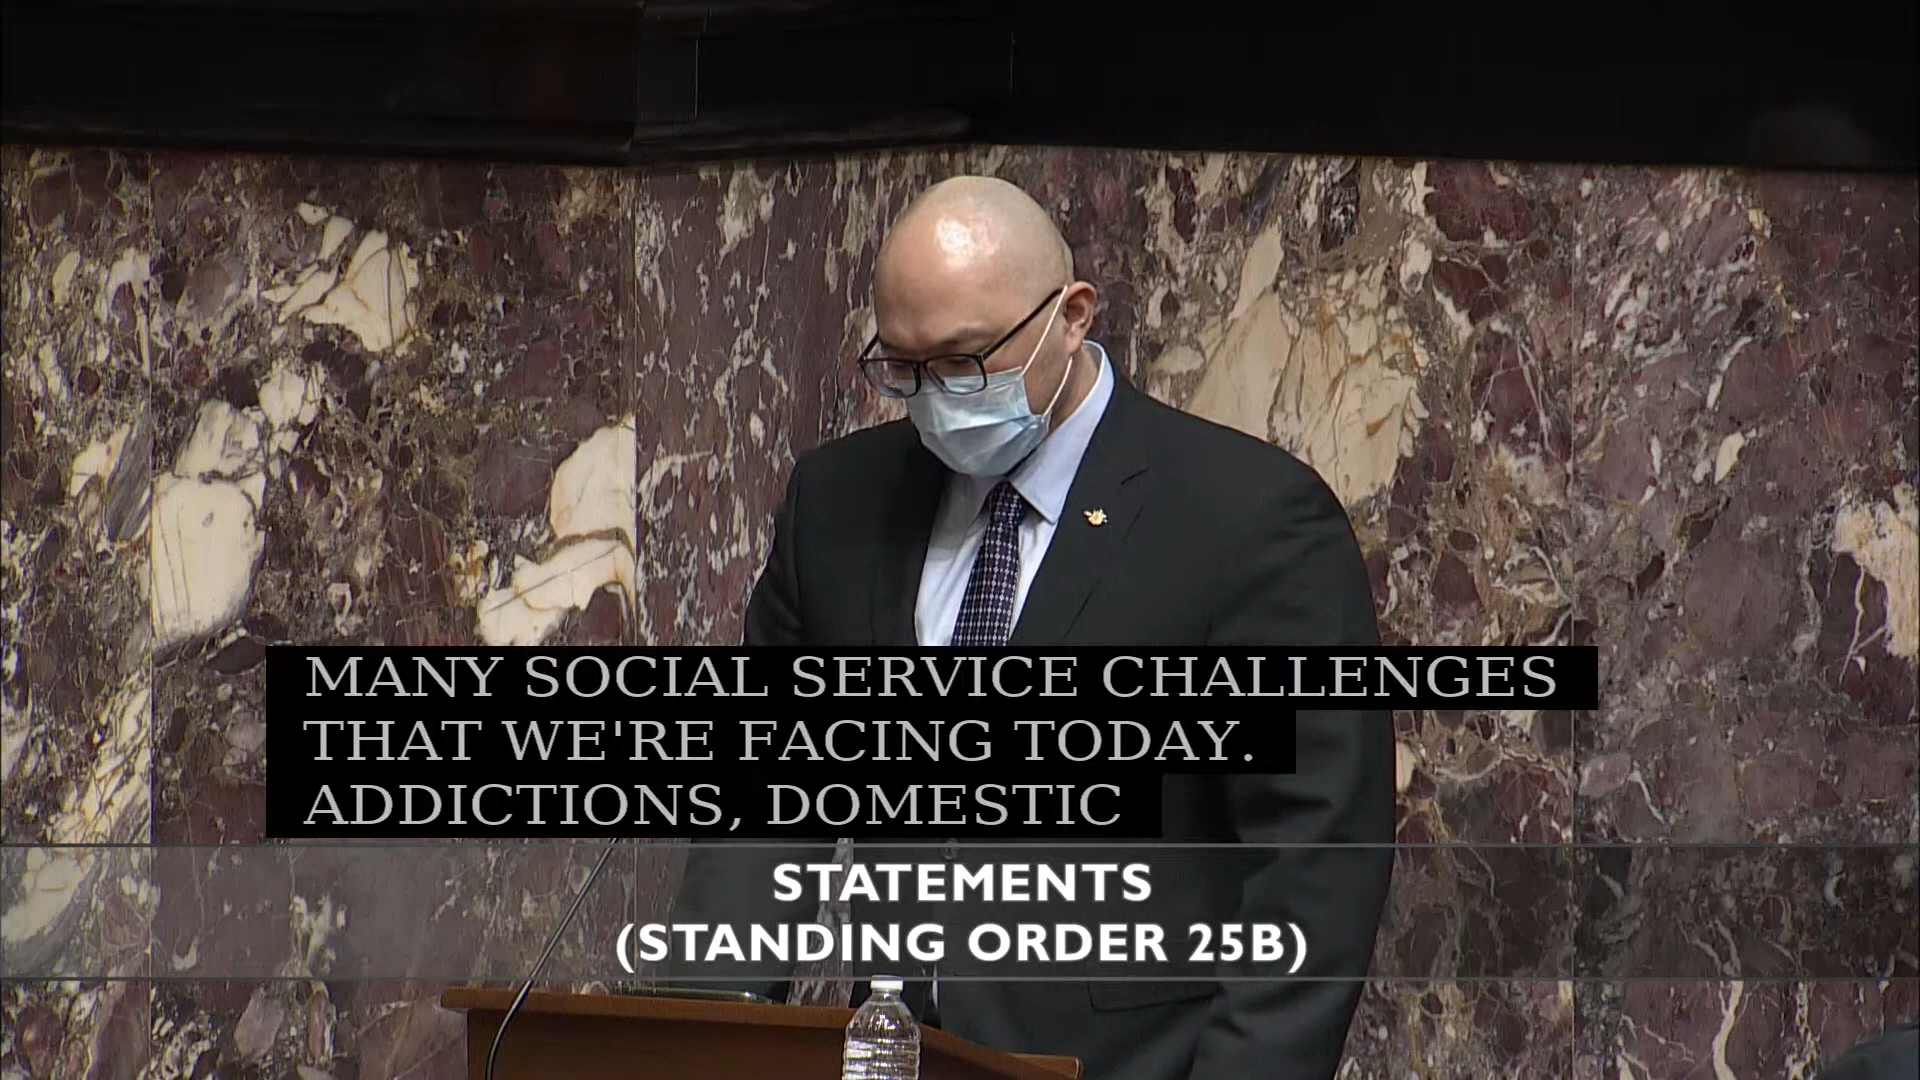 MANY SOCIAL SERVICE CHALLENGES
THAT WE'RE FACING TODAY.
ADDICTIONS, DOMESTIC
STATEMENTS
(STANDING ORDER 25B)